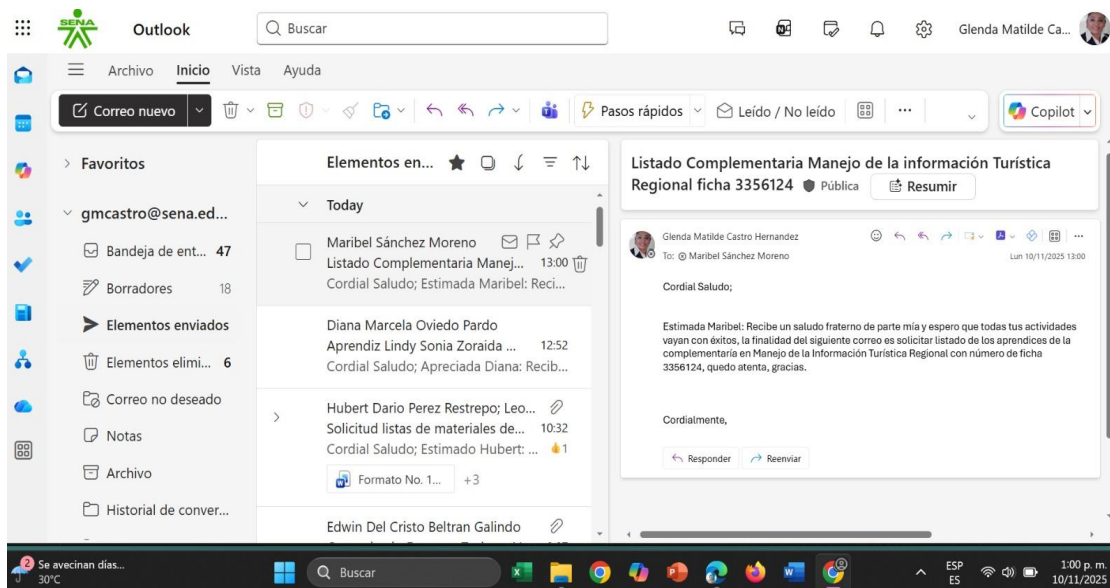 SENA
Outlook
Buscar
Glenda Matilde Ca...
Archivo Inicio Vista Ayuda
Correo nuevo
Pasos rápidos
Leído / No leído
...
Copilot
Favoritos
gmcastro@sena.ed...
Bandeja de ent... 47
Borradores 18
Elementos enviados
Elementos elimi... 6
Correo no deseado
Notas
Archivo
Historial de conver...
Elementos en...
Today
Maribel Sánchez Moreno
Listado Complementaria Manej... 13:00
Cordial Saludo; Estimada Maribel: Reci...
Diana Marcela Oviedo Pardo
Aprendiz Lindy Sonia Zoraida ... 12:52
Cordial Saludo; Apreciada Diana: Recib...
Hubert Dario Perez Restrepo; Leo...
Solicitud listas de materiales de... 10:32
Cordial Saludo; Estimado Hubert: ... 👍1
Formato No. 1... +3
Edwin Del Cristo Beltran Galindo
Listado Complementaria Manejo de la información Turística
Regional ficha 3356124 Pública Resumir
Glenda Matilde Castro Hernandez
To: Maribel Sánchez Moreno Lun 10/11/2025 13:00
Cordial Saludo;
Estimada Maribel: Recibe un saludo fraterno de parte mía y espero que todas tus actividades
vayan con éxitos, la finalidad del siguiente correo es solicitar listado de los aprendices de la
complementaría en Manejo de la Información Turística Regional con número de ficha
3356124, quedo atenta, gracias.
Cordialmente,
Responder Reenviar
2 Se avecinan días...
30°C
Buscar
ESP
ES
1:00 p. m.
10/11/2025